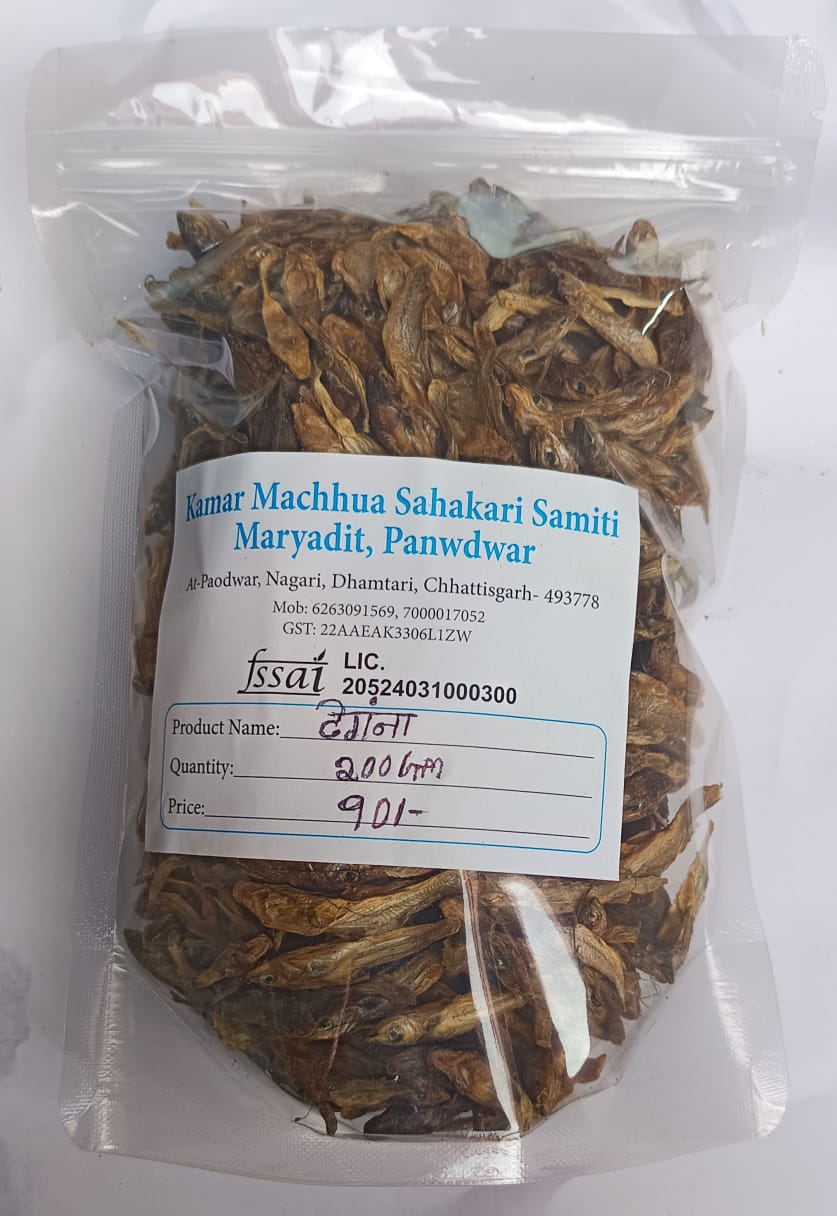 Kamar Machhua Sahakari Samiti
Maryadit, Panwdwar
At-Paodwar, Nagari, Dhamtari, Chhattisgarh- 493778
Mob: 6263091569, 7000017052
GST: 22AAEAK3306L1ZW
fssai LIC.
20524031000300
Product Name: टेगंना
Quantity: 200 Gm
Price: 90/-